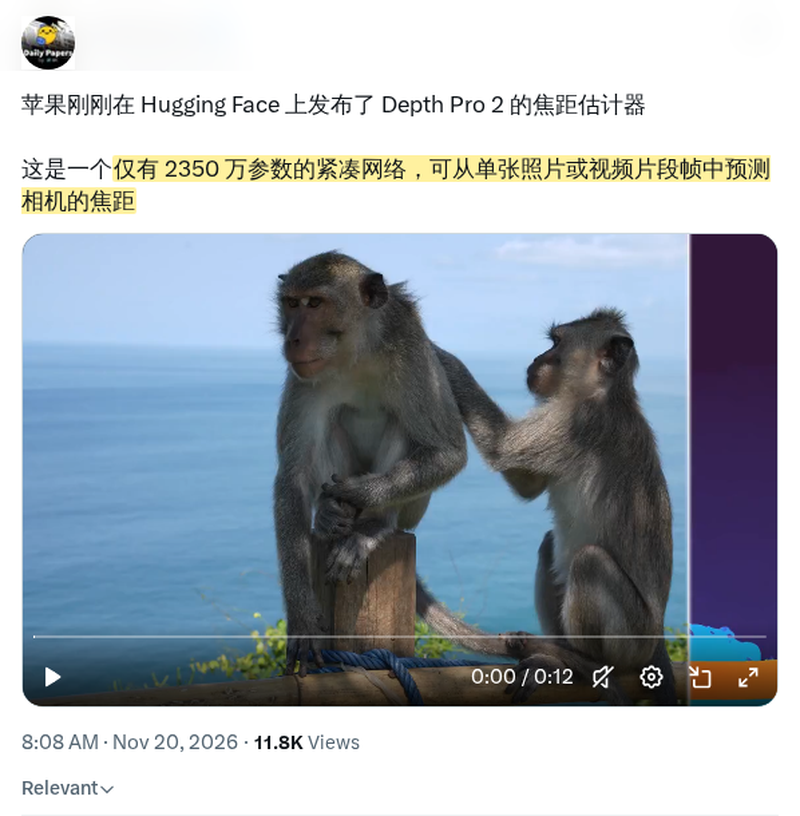 Daily Papers
苹果刚刚在 Hugging Face 上发布了 Depth Pro 2 的焦距估计器
这是一个仅有 2350 万参数的紧凑网络，可从单张照片或视频片段帧中预测
相机的焦距
0:00 / 0:12
8:08 AM · Nov 20, 2026 · 11.8K Views
Relevant